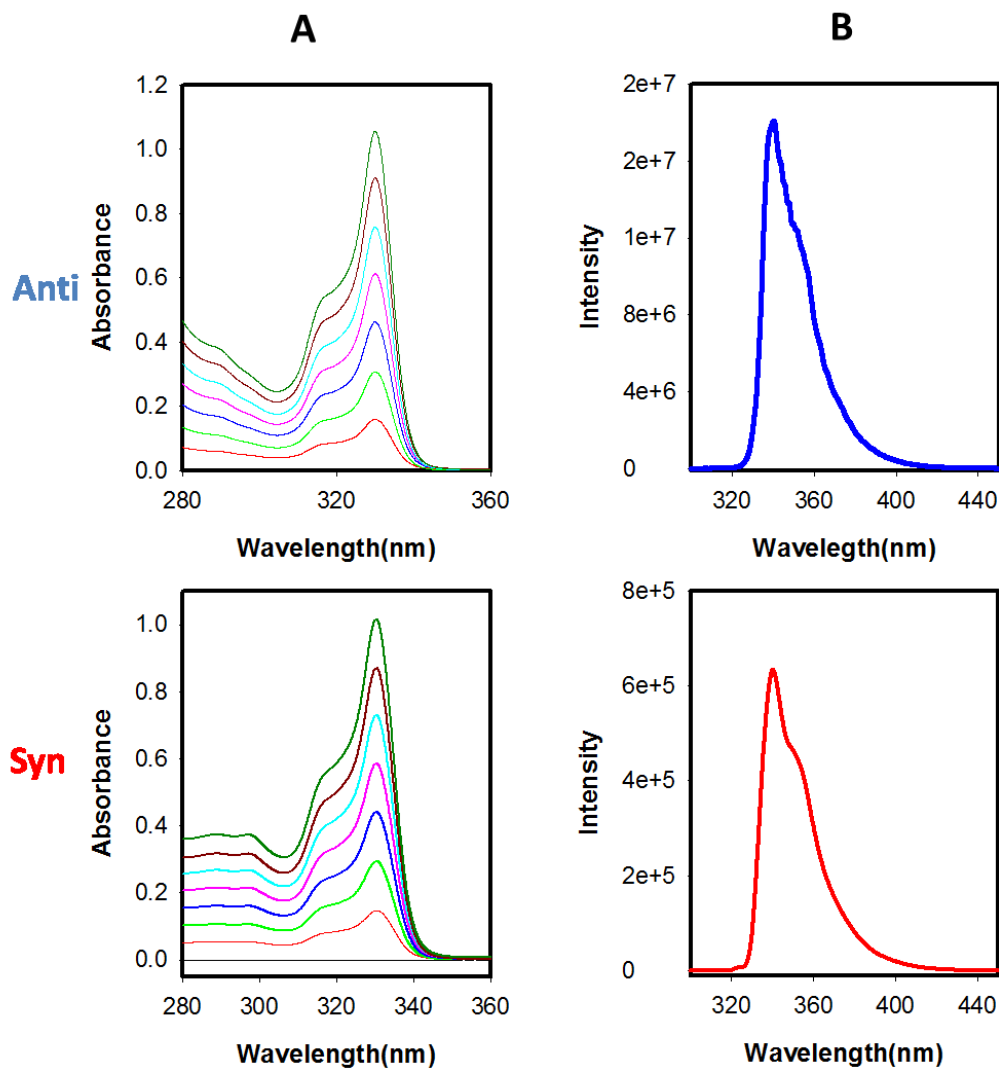 A
B
Anti
Absorbance
1.2
1.0
0.8
0.6
0.4
0.2
0.0
280 300 320 340 360
Wavelength(nm)
Intensity
2e+7
2e+7
1e+7
8e+6
4e+6
0
320 360 400 440
Wavelegth(nm)
Syn
Absorbance
1.0
0.8
0.6
0.4
0.2
0.0
280 300 320 340 360
Wavelength(nm)
Intensity
8e+5
6e+5
4e+5
2e+5
0
320 360 400 440
Wavelength(nm)